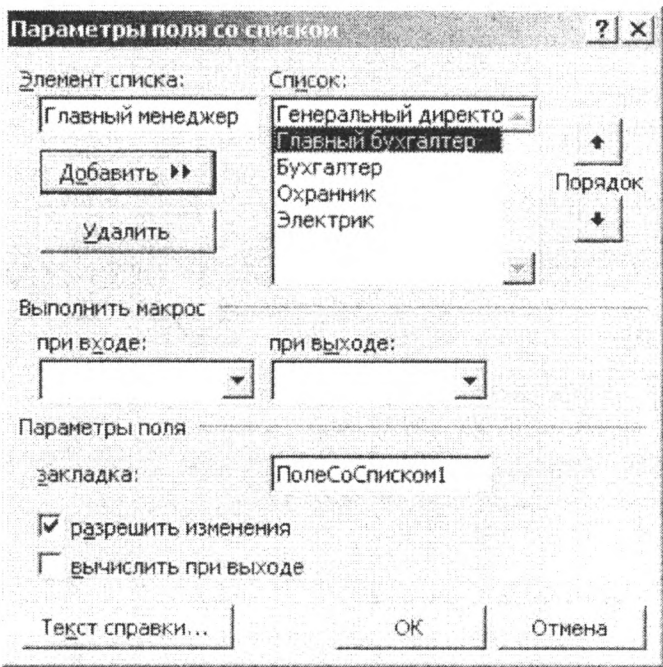 Параметры поля со списком
Элемент списка: Список:
Главный менеджер Генеральный директо
Главный бухгалтер
Добавить Бухгалтер
Порядок
Охранник
Удалить Электрик
Выполнить макрос
при входе: при выходе:
Параметры поля
закладка: ПолеСоСписком1
разрешить изменения
вычислить при выходе
Текст справки... ОК Отмена